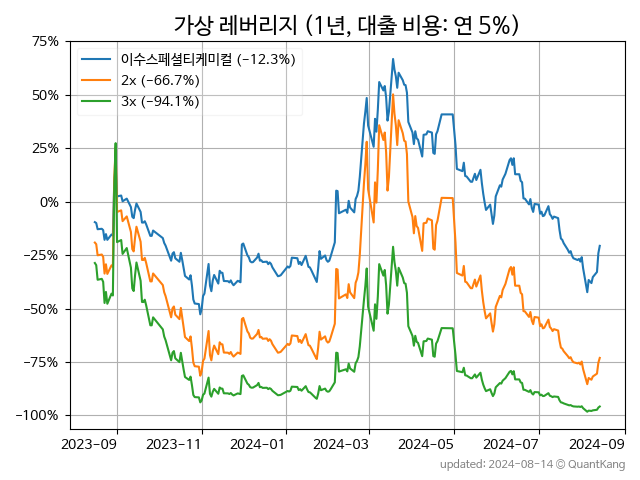 가상 레버리지 (1년, 대출 비용: 연 5%)
이수스페셜티케미컬 (−12.3%)
2x (−66.7%)
3x (−94.1%)
75%
50%
25%
0%
−25%
−50%
−75%
−100%
2023-09 2023-11 2024-01 2024-03 2024-05 2024-07 2024-09
updated: 2024-08-14 © QuantKang